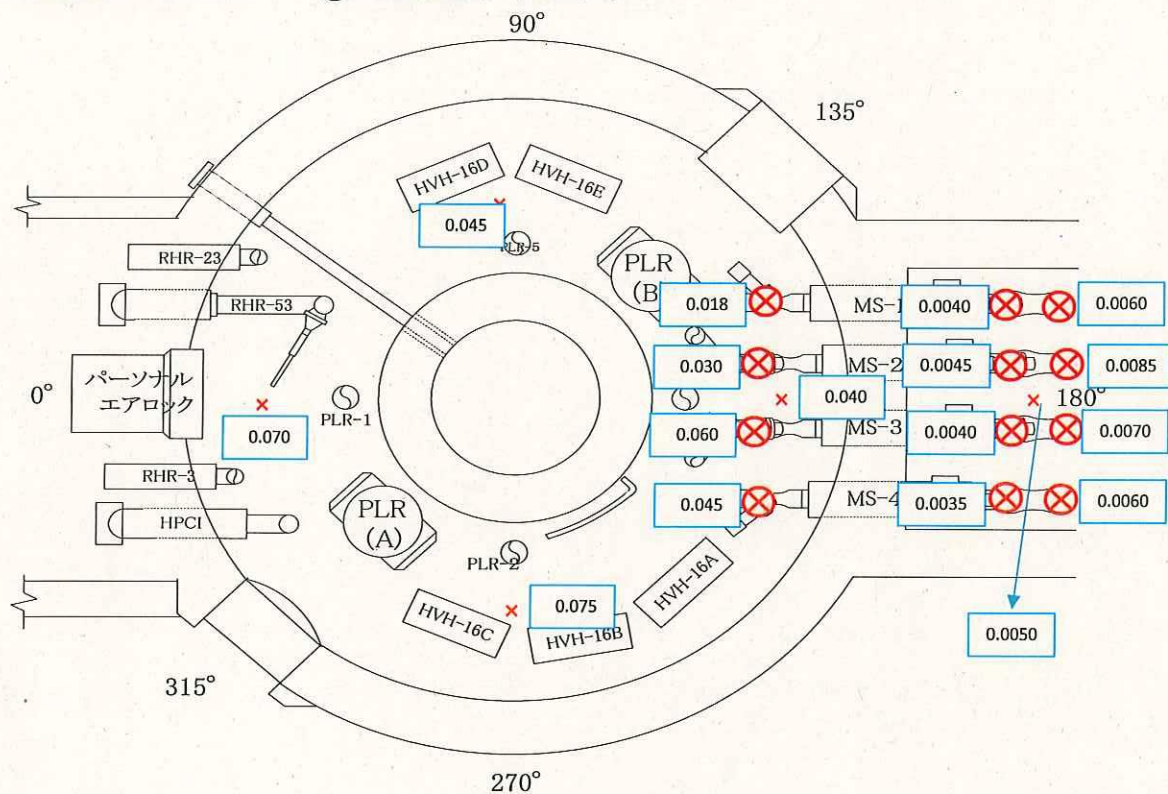 90°
135°
HVH-16D
HVH-16E
0.045
PLR-5
RHR-23
RHR-53
PLR
(B)
0.018
MS-1
0.0040
0.0060
0.030
MS-2
0.0045
0.0085
0°
パーソナル
エアロック
0.070
PLR-1
0.040
180°
0.060
MS-3
0.0040
0.0070
RHR-3
HPCI
PLR
(A)
0.045
MS-4
0.0035
0.0060
PLR-2
HVH-16A
HVH-16C
0.075
HVH-16B
0.0050
315°
270°